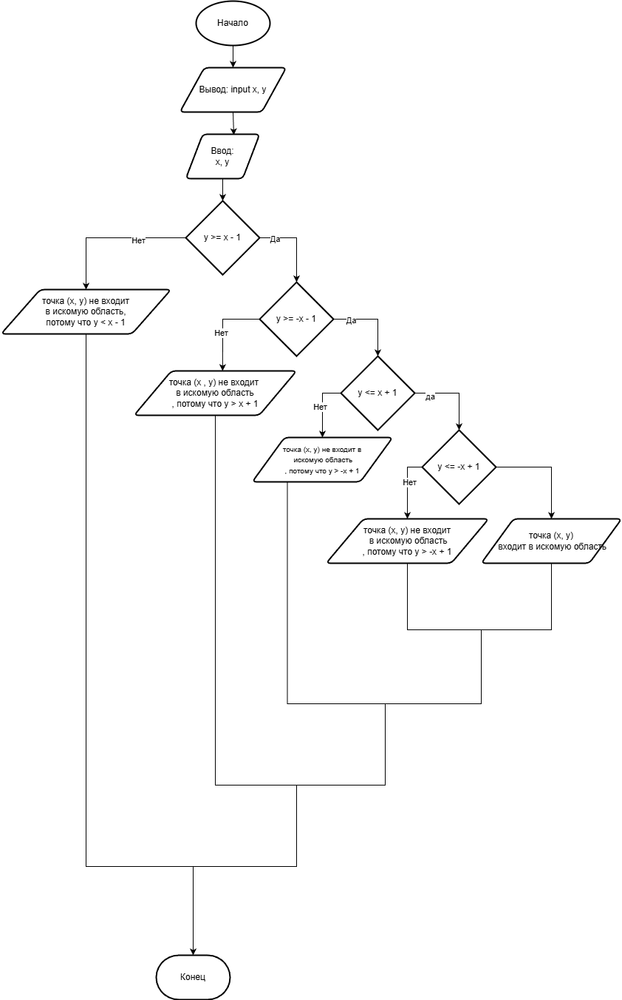 Начало
Вывод: input x, y
Ввод:
x, y
y >= x - 1
Нет
Да
точка (x, y) не входит
в искомую область,
потому что y < x - 1
y >= -x - 1
Нет
Да
точка (x , y) не входит
в искомую область
, потому что y > x + 1
y <= x + 1
Нет
да
точка (x, y) не входит в
искомую область
, потому что y > -x + 1
y <= -x + 1
Нет
точка (x, y) не входит
в искомую область
, потому что y > -x + 1
точка (x, y)
входит в искомую область
Конец